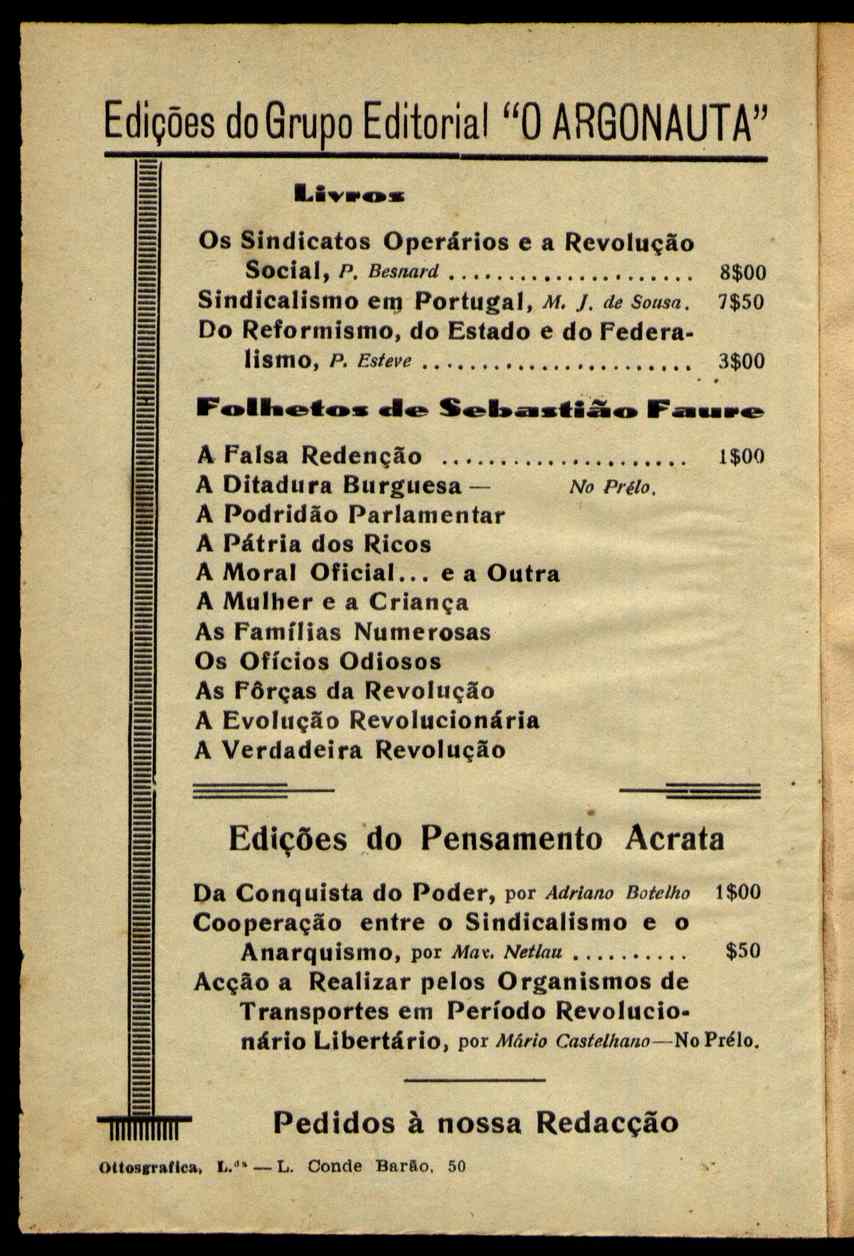 Edições do Grupo Editorial “O ARGONAUTA”
Livros
Os Sindicatos Operários e a Revolução
Social, P. Besnard ..................... 8$00
Sindicalismo em Portugal, M. J. de Sousa. 7$50
Do Reformismo, do Estado e do Federa-
lismo, P. Esteve ....................... 3$00
Folhetos de Sebastião Faure
A Falsa Redenção ..................... 1$00
A Ditadura Burguesa — No Prélo.
A Podridão Parlamentar
A Pátria dos Ricos
A Moral Oficial... e a Outra
A Mulher e a Criança
As Famílias Numerosas
Os Ofícios Odiosos
As Fôrças da Revolução
A Evolução Revolucionária
A Verdadeira Revolução
Edições do Pensamento Acrata
Da Conquista do Poder, por Adriano Botelho 1$00
Cooperação entre o Sindicalismo e o
Anarquismo, por Max. Netlau .......... $50
Acção a Realizar pelos Organismos de
Transportes em Período Revolucio-
nário Libertário, por Mário Castelhano—No Prélo.
Pedidos à nossa Redacção
Ottosgrafica, L.da — L. Conde Barão, 50